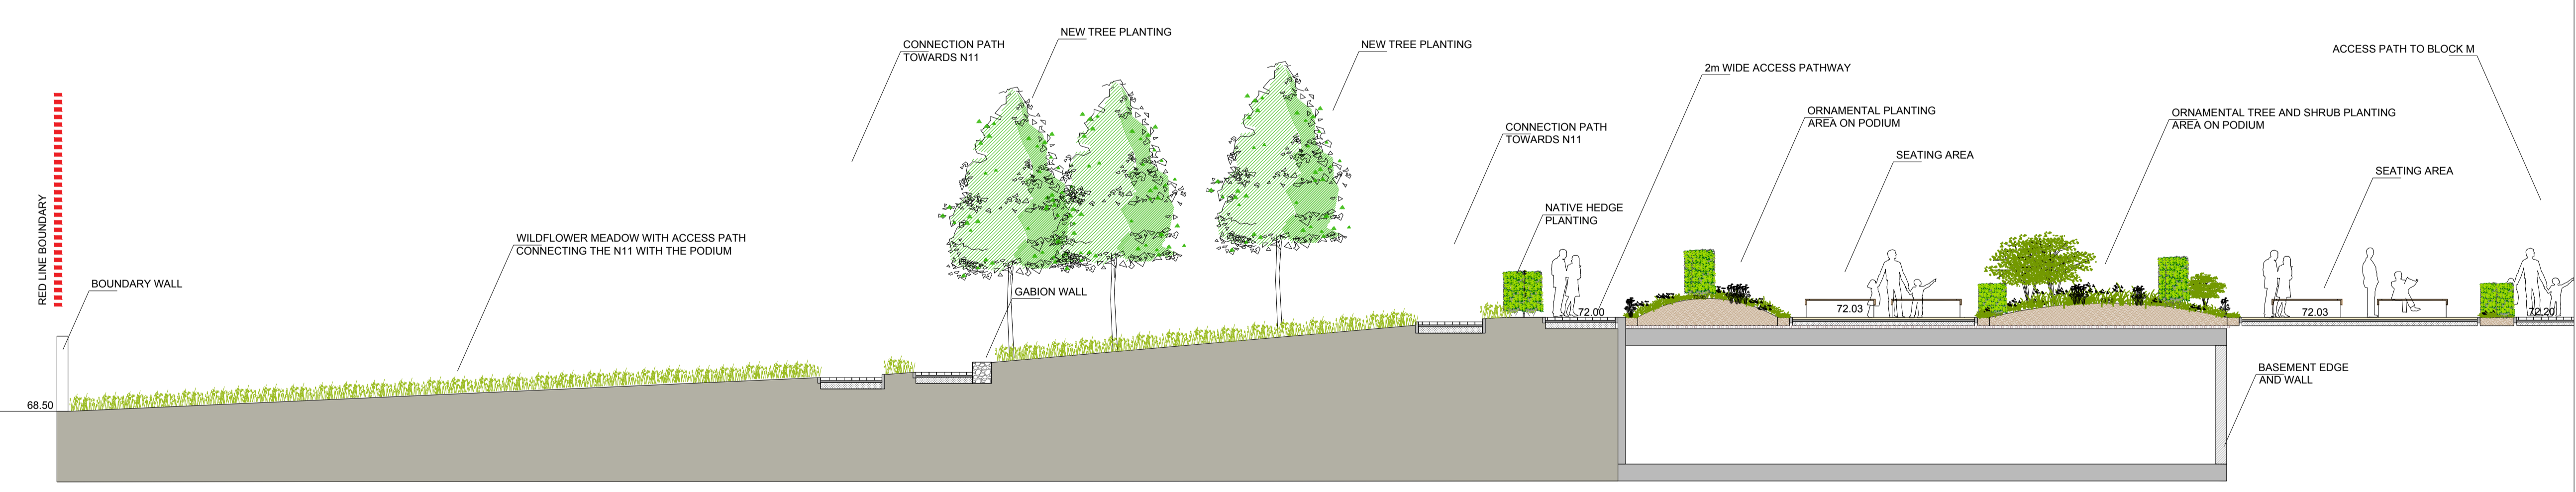 RED LINE BOUNDARY
BOUNDARY WALL
68.50
WILDFLOWER MEADOW WITH ACCESS PATH
CONNECTING THE N11 WITH THE PODIUM
CONNECTION PATH
TOWARDS N11
NEW TREE PLANTING
GABION WALL
NEW TREE PLANTING
CONNECTION PATH
TOWARDS N11
NATIVE HEDGE
PLANTING
2m WIDE ACCESS PATHWAY
72.00
ORNAMENTAL PLANTING
AREA ON PODIUM
SEATING AREA
72.03
ORNAMENTAL TREE AND SHRUB PLANTING
AREA ON PODIUM
SEATING AREA
72.03
ACCESS PATH TO BLOCK M
72.20
BASEMENT EDGE
AND WALL